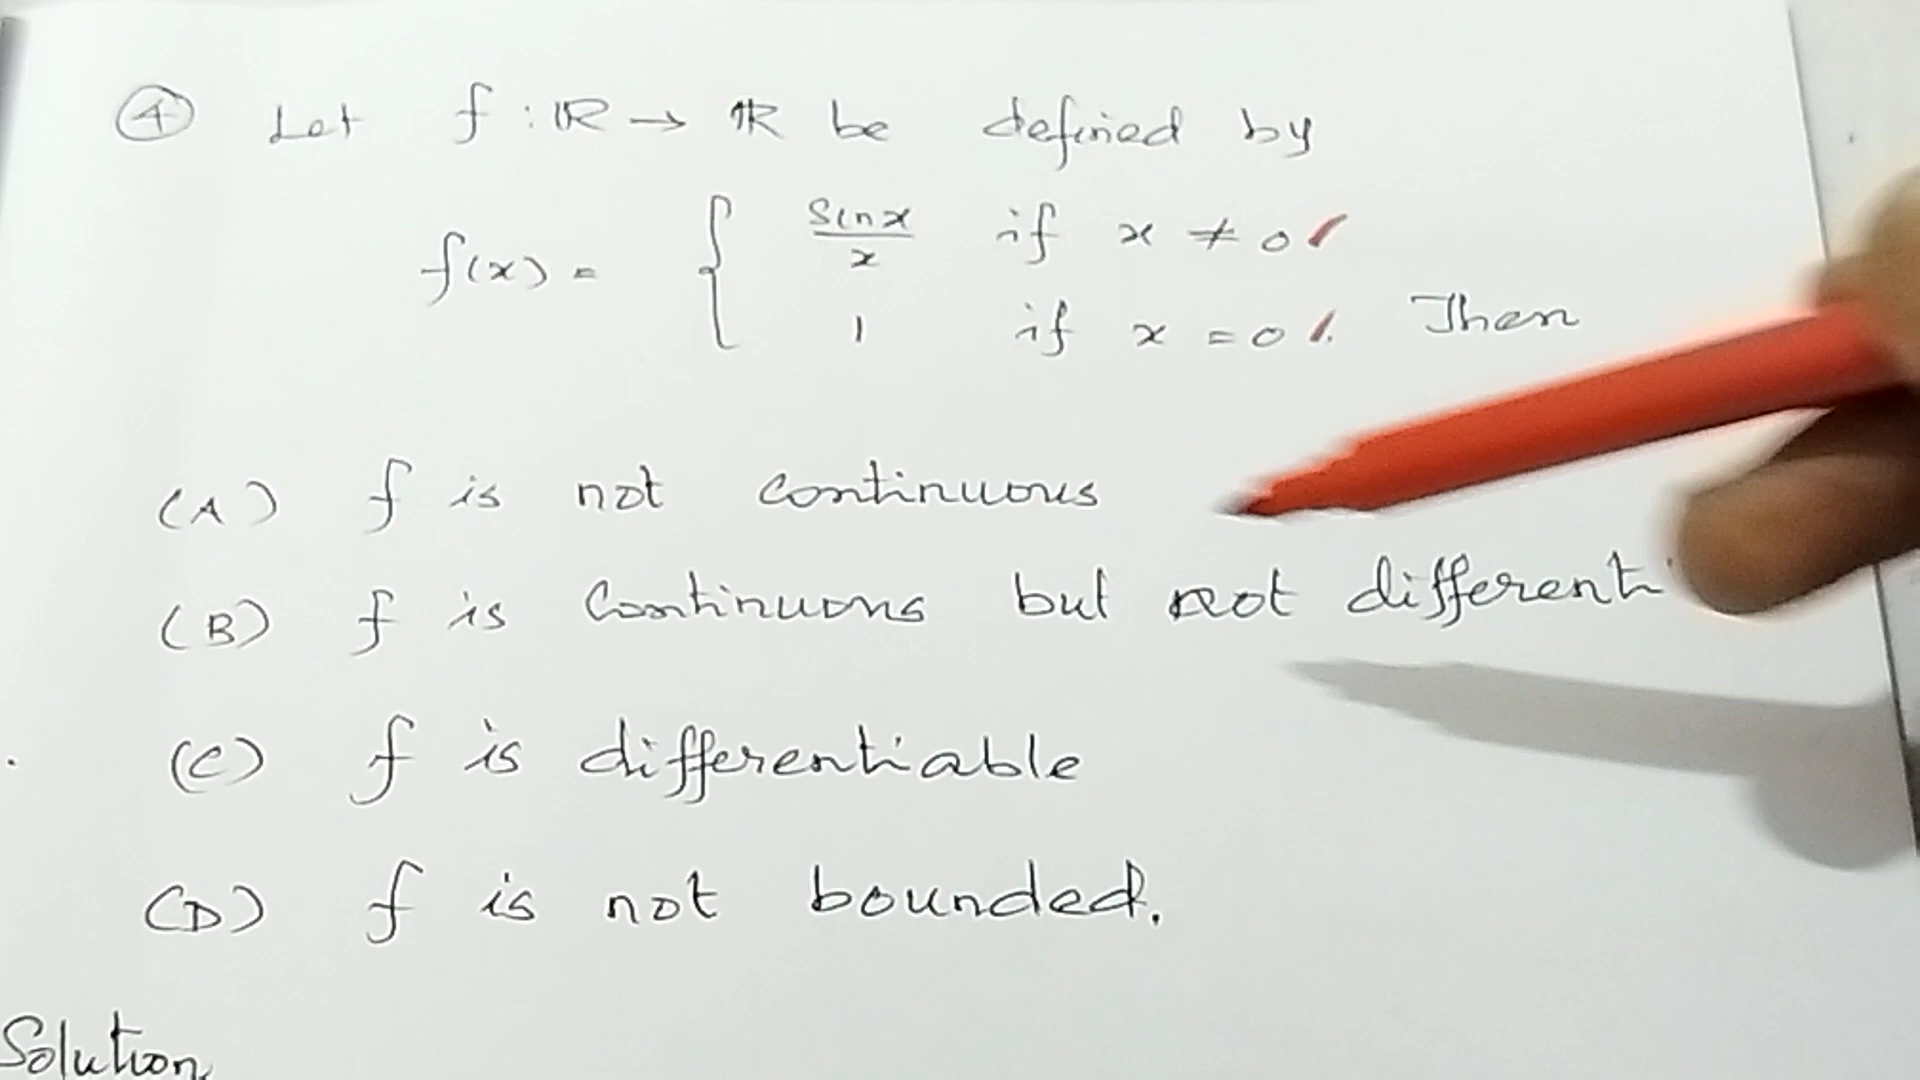 4 Let f : ℝ → ℝ be defined by
f(x) = { sin x / x if x ≠ 0
1 if x = 0. Then
(A) f is not continuous
(B) f is continuous but not differenti
(C) f is differentiable
(D) f is not bounded.
Solution